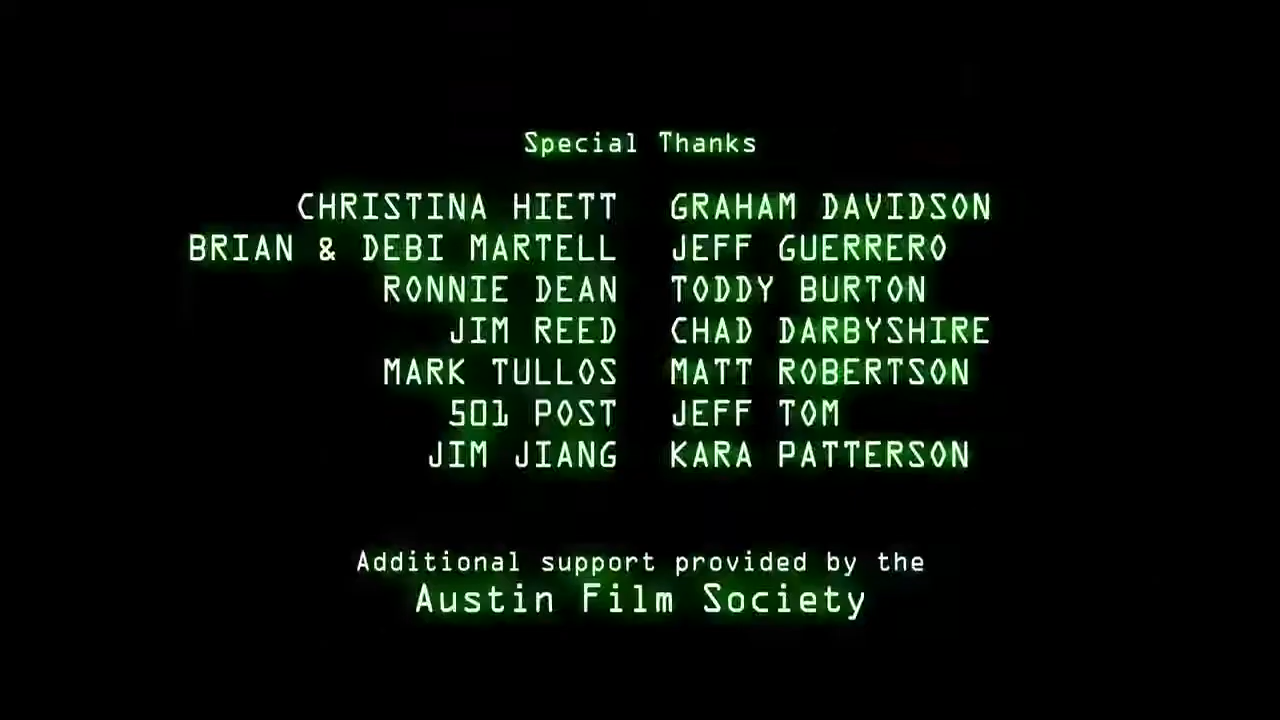 Special Thanks
CHRISTINA HIETT GRAHAM DAVIDSON
BRIAN & DEBI MARTELL JEFF GUERRERO
RONNIE DEAN TODDY BURTON
JIM REED CHAD DARBYSHIRE
MARK TULLOS MATT ROBERTSON
501 POST JEFF TOM
JIM JIANG KARA PATTERSON
Additional support provided by the
Austin Film Society